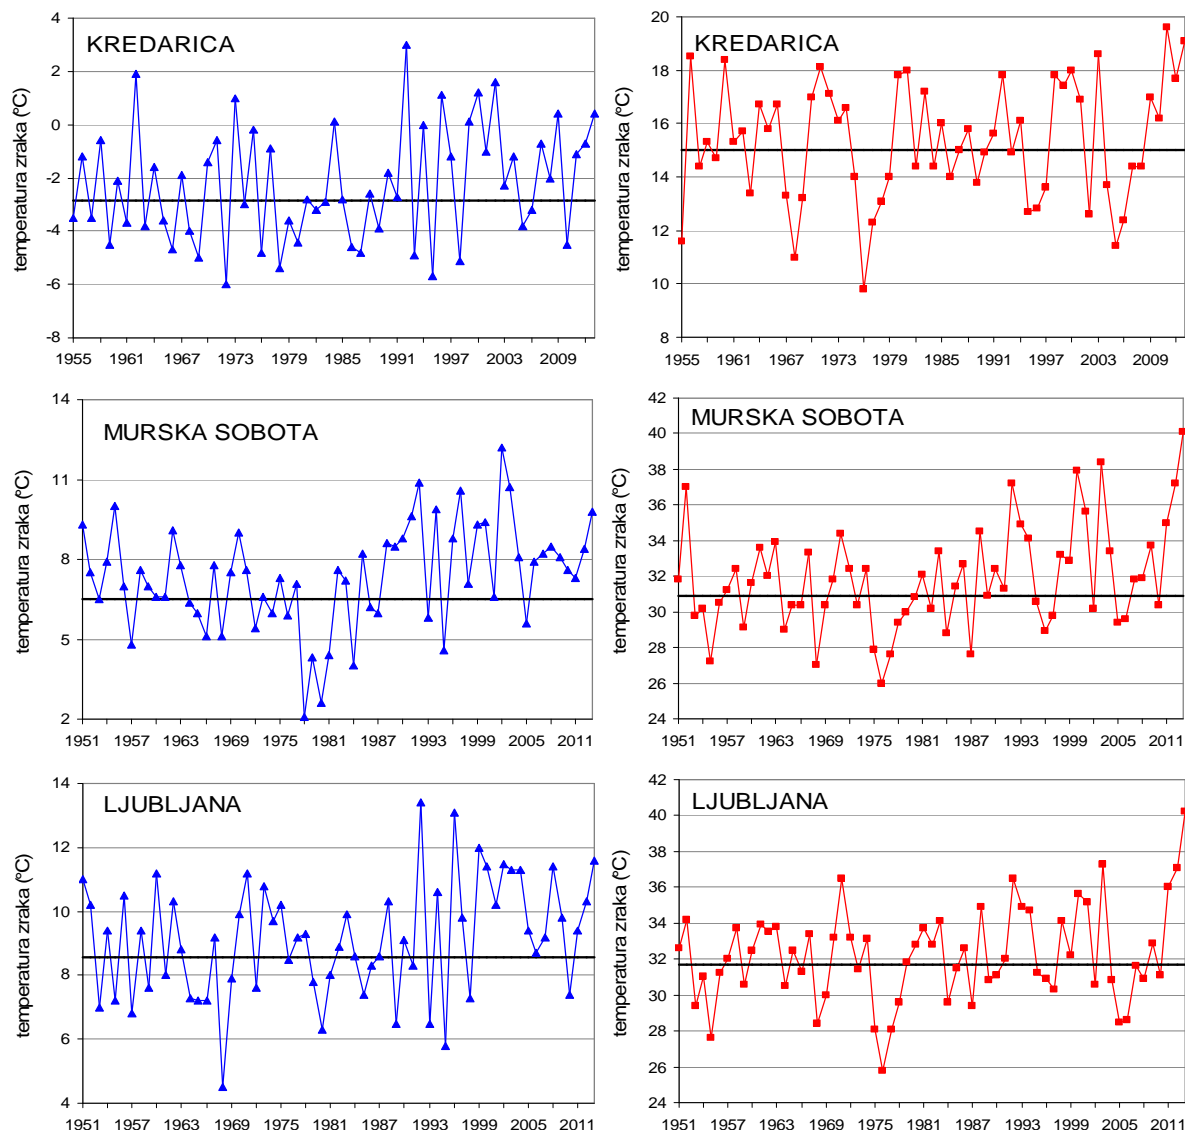 KREDARICA
temperatura zraka (ºC)
4
2
0
-2
-4
-6
-8
1955 1961 1967 1973 1979 1985 1991 1997 2003 2009
KREDARICA
temperatura zraka (ºC)
20
18
16
14
12
10
8
1955 1961 1967 1973 1979 1985 1991 1997 2003 2009
MURSKA SOBOTA
temperatura zraka (ºC)
14
11
8
5
2
1951 1957 1963 1969 1975 1981 1987 1993 1999 2005 2011
MURSKA SOBOTA
temperatura zraka (ºC)
42
40
38
36
34
32
30
28
26
24
1951 1957 1963 1969 1975 1981 1987 1993 1999 2005 2011
LJUBLJANA
temperatura zraka (ºC)
14
12
10
8
6
4
1951 1957 1963 1969 1975 1981 1987 1993 1999 2005 2011
LJUBLJANA
temperatura zraka (ºC)
42
40
38
36
34
32
30
28
26
24
1951 1957 1963 1969 1975 1981 1987 1993 1999 2005 2011